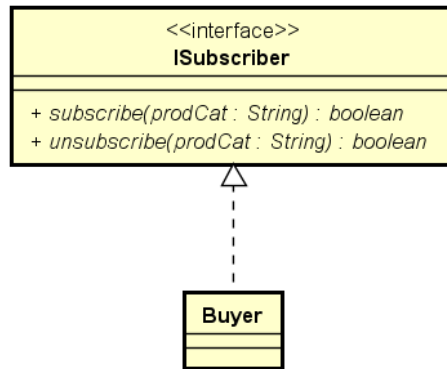 <<interface>>
ISubscriber
+ subscribe(prodCat : String) : boolean
+ unsubscribe(prodCat : String) : boolean
Buyer